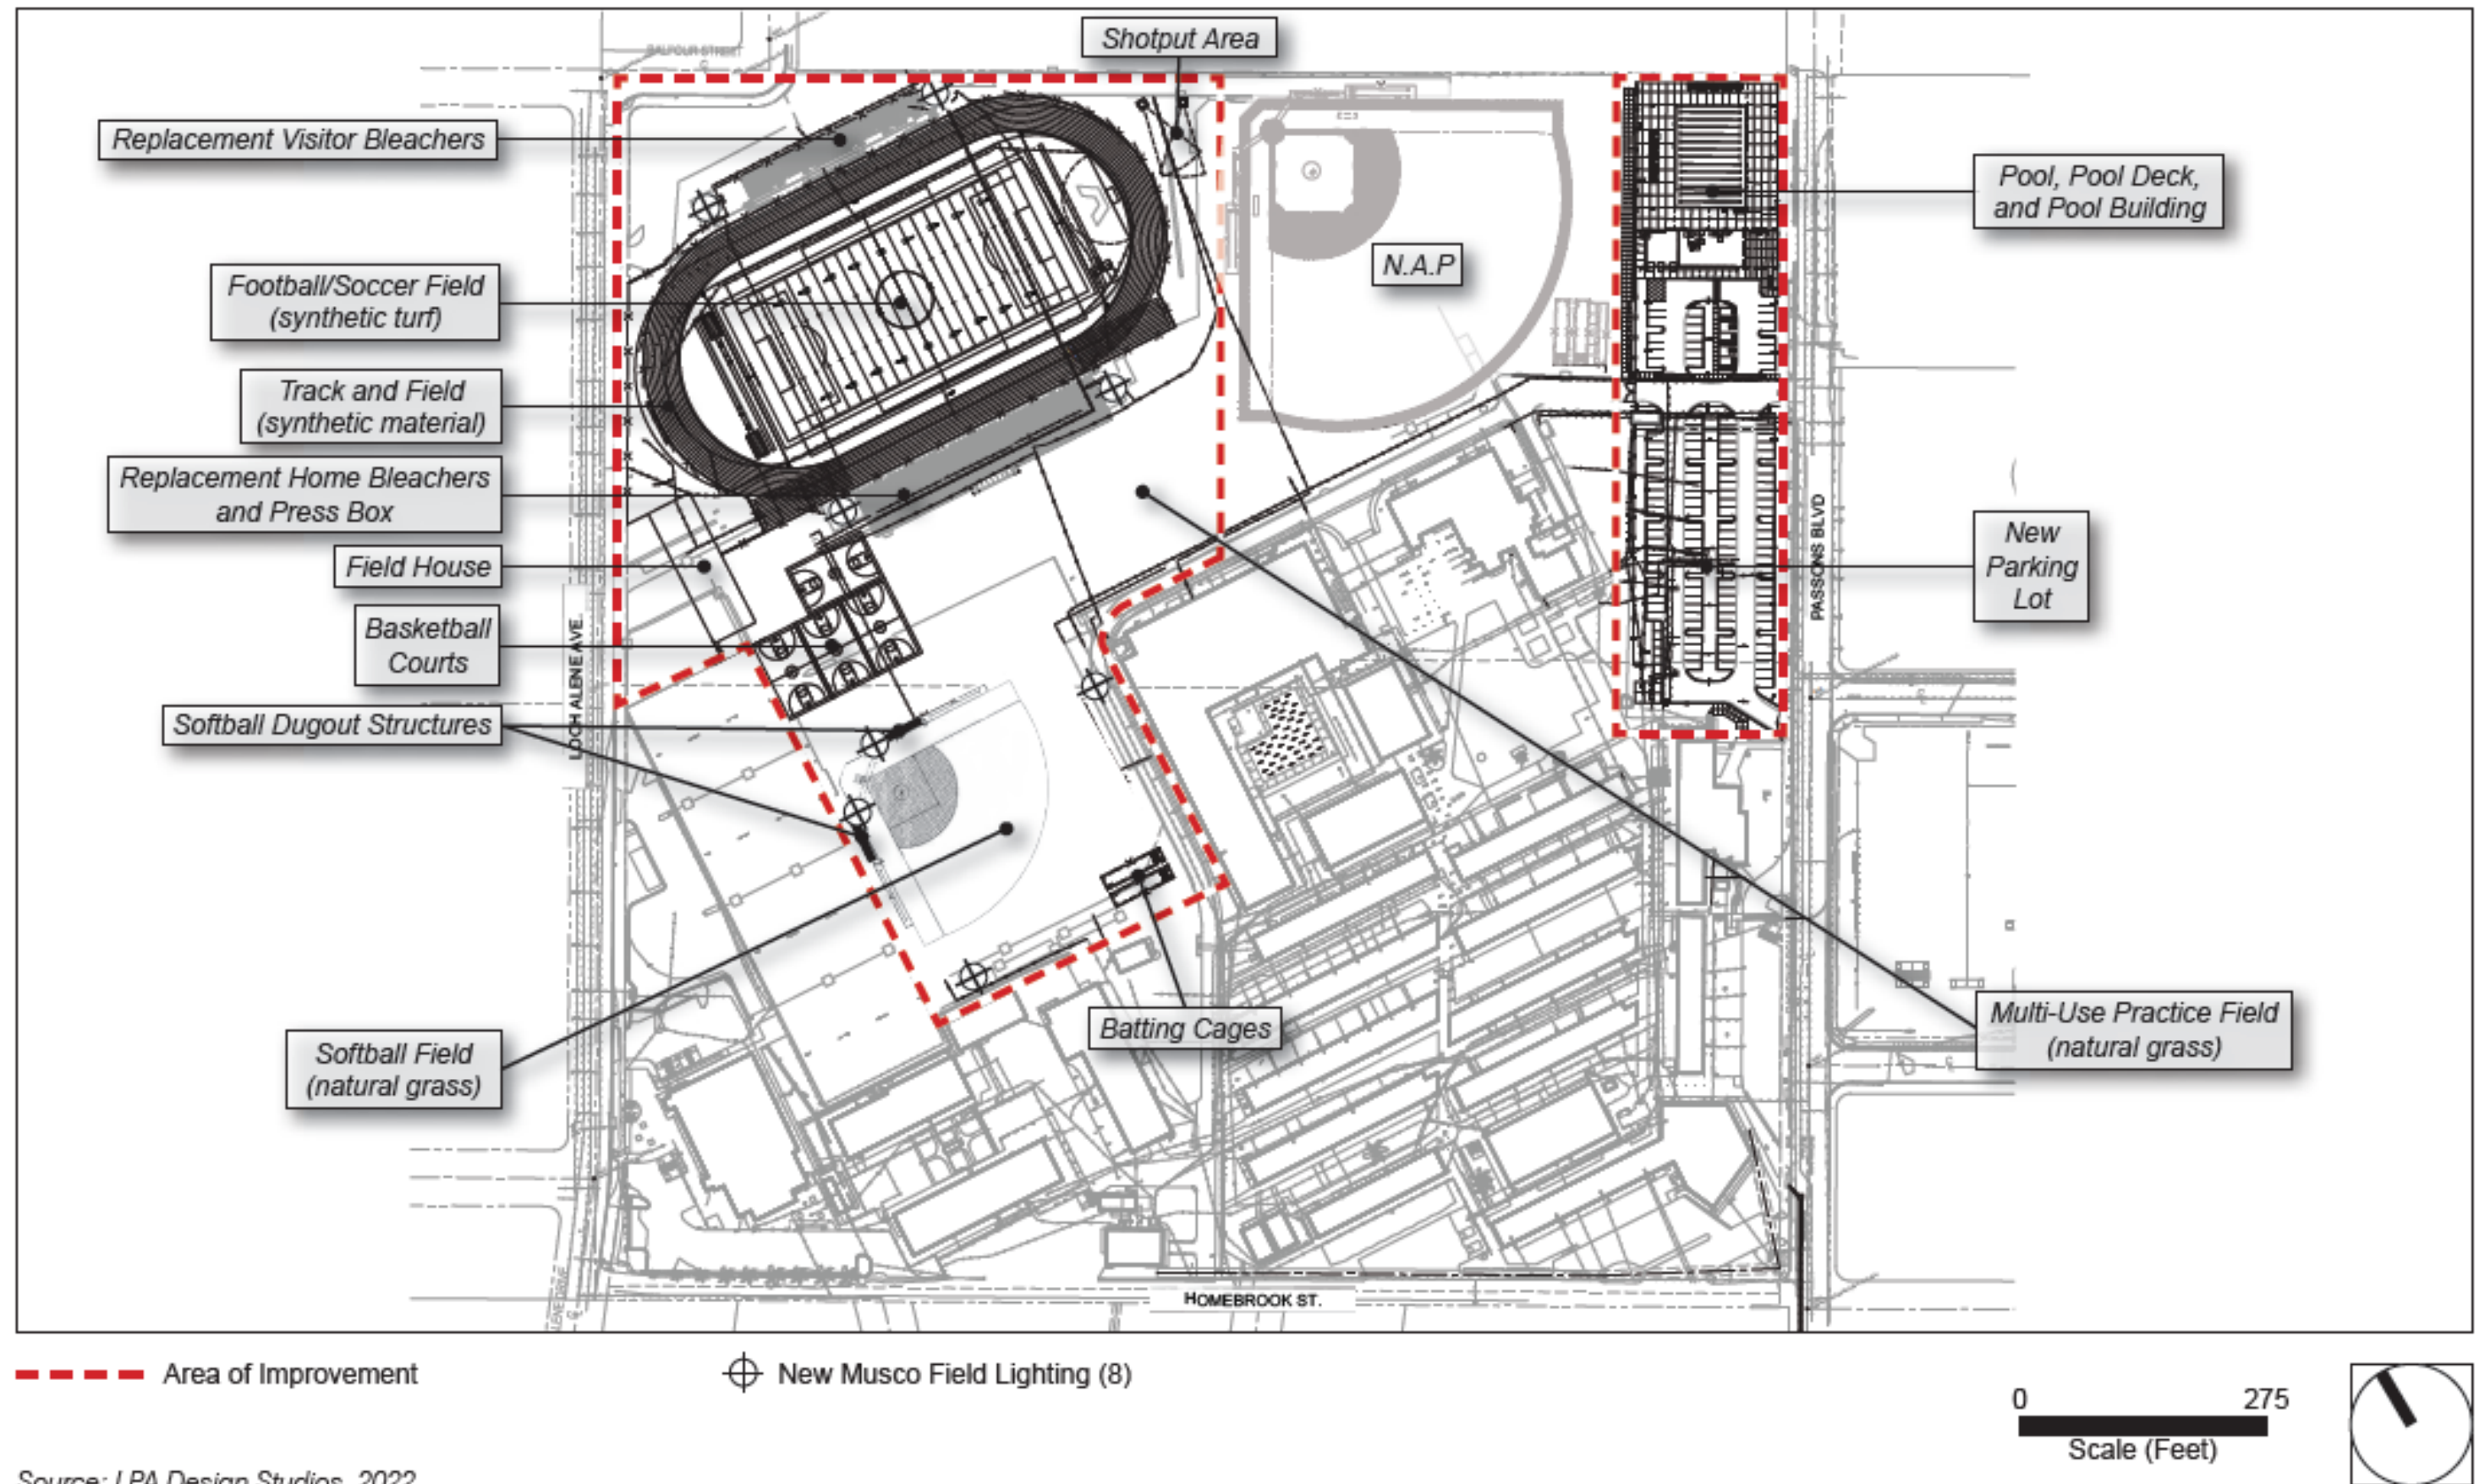 BALFOUR STREET
Shotput Area
Replacement Visitor Bleachers
Pool, Pool Deck,
and Pool Building
N.A.P
Football/Soccer Field
(synthetic turf)
Track and Field
(synthetic material)
Replacement Home Bleachers
and Press Box
PASSONS BLVD
New
Parking
Lot
Field House
LOCH ALENE AVE.
Basketball
Courts
Softball Dugout Structures
Softball Field
(natural grass)
Batting Cages
Multi-Use Practice Field
(natural grass)
HOMEBROOK ST.
Area of Improvement
New Musco Field Lighting (8)
0 275
Scale (Feet)
Source: LPA Design Studios, 2022